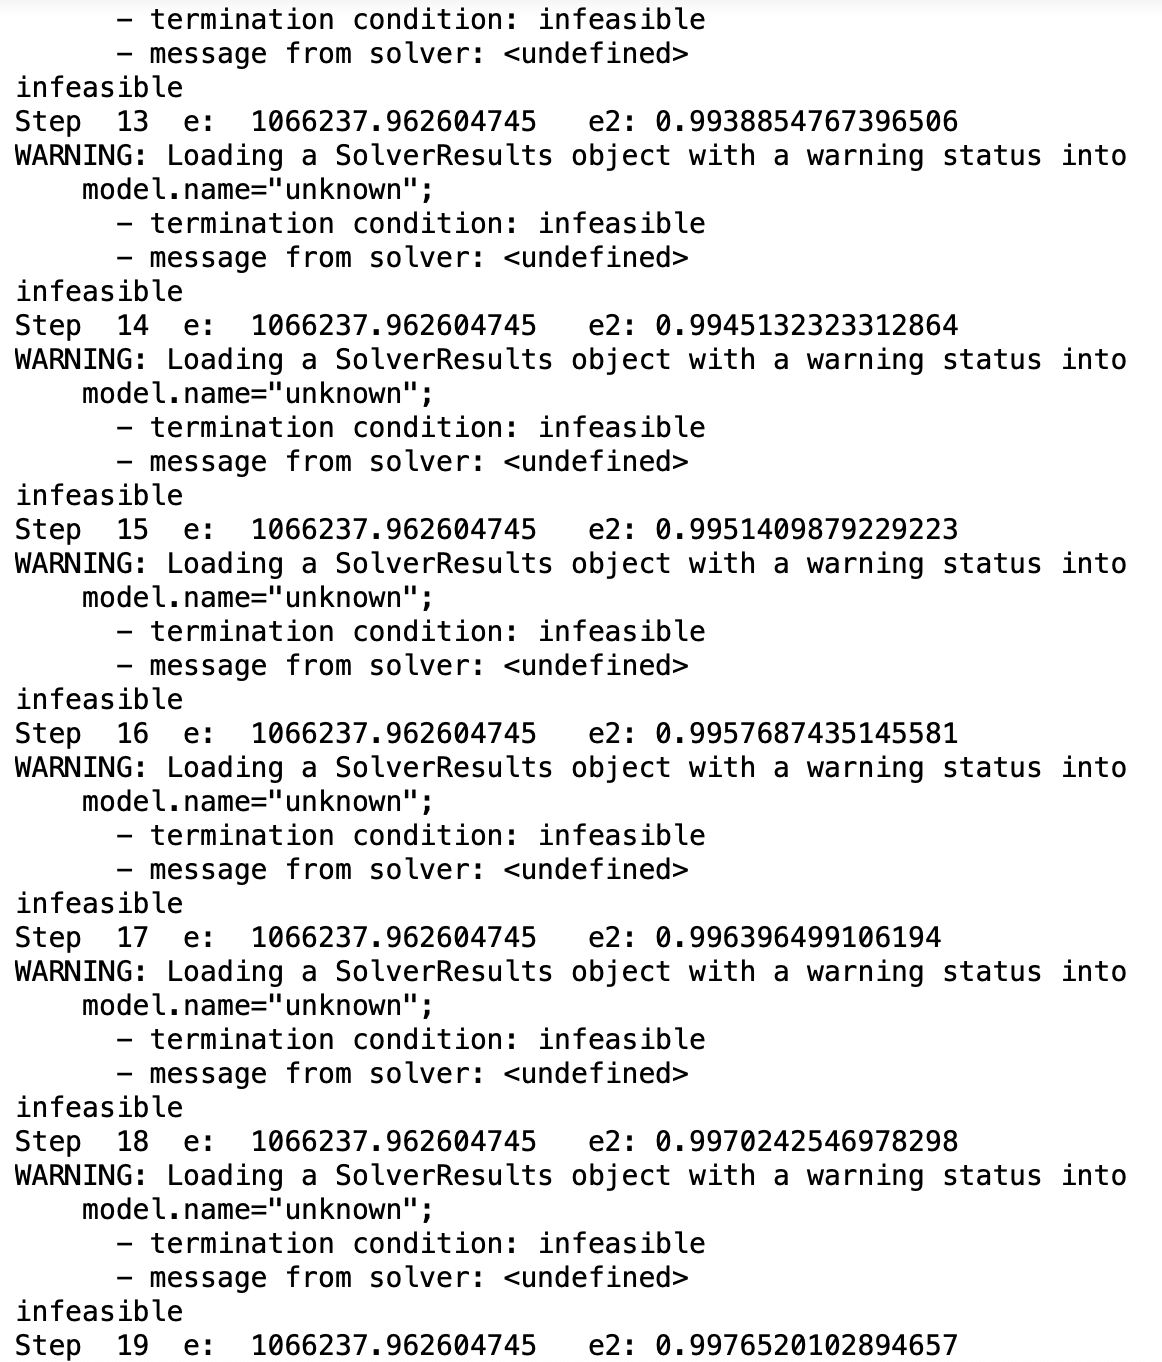 – termination condition: infeasible
– message from solver: <undefined>
infeasible
Step  13  e:  1066237.962604745   e2: 0.9938854767396506
WARNING: Loading a SolverResults object with a warning status into
model.name="unknown";
– termination condition: infeasible
– message from solver: <undefined>
infeasible
Step  14  e:  1066237.962604745   e2: 0.9945132323312864
WARNING: Loading a SolverResults object with a warning status into
model.name="unknown";
– termination condition: infeasible
– message from solver: <undefined>
infeasible
Step  15  e:  1066237.962604745   e2: 0.9951409879229223
WARNING: Loading a SolverResults object with a warning status into
model.name="unknown";
– termination condition: infeasible
– message from solver: <undefined>
infeasible
Step  16  e:  1066237.962604745   e2: 0.9957687435145581
WARNING: Loading a SolverResults object with a warning status into
model.name="unknown";
– termination condition: infeasible
– message from solver: <undefined>
infeasible
Step  17  e:  1066237.962604745   e2: 0.996396499106194
WARNING: Loading a SolverResults object with a warning status into
model.name="unknown";
– termination condition: infeasible
– message from solver: <undefined>
infeasible
Step  18  e:  1066237.962604745   e2: 0.9970242546978298
WARNING: Loading a SolverResults object with a warning status into
model.name="unknown";
– termination condition: infeasible
– message from solver: <undefined>
infeasible
Step  19  e:  1066237.962604745   e2: 0.9976520102894657